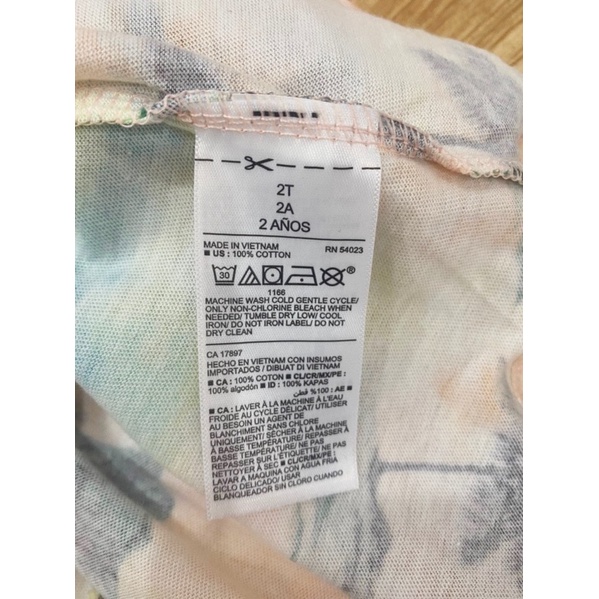 2T
2A
2 AÑOS
MADE IN VIETNAM RN 54023
■ US : 100% COTTON
30
1166
MACHINE WASH COLD GENTLE CYCLE/
ONLY NON-CHLORINE BLEACH WHEN
NEEDED/ TUMBLE DRY LOW/ COOL
IRON/ DO NOT IRON LABEL/ DO NOT
DRY CLEAN
CA 17897
HECHO EN VIETNAM CON INSUMOS
IMPORTADOS / DIBUAT DI VIETNAM
■ CA : 100% COTON ■ CL/CR/MX/PE :
100% algodón ■ ID : 100% KAPAS
■ AE : 100% قطن
■ CA : LAVER À LA MACHINE À L'EAU
FROIDE AU CYCLE DÉLICAT/ UTILISER
AU BESOIN UN AGENT DE
BLANCHIMENT SANS CHLORE
UNIQUEMENT/ SÉCHER À LA MACHINE
À BASSE TEMPÉRATURE/ REPASSER À
À BASSE TEMPÉRATURE/ NE PAS
REPASSER SUR L'ÉTIQUETTE/ NE PAS
NETTOYER À SEC ■ CL/CR/MX/PE :
LAVAR A MAQUINA CON AGUA FRIA
CICLO DELICADO/ USAR
BLANQUEADOR SIN CLORO CUANDO